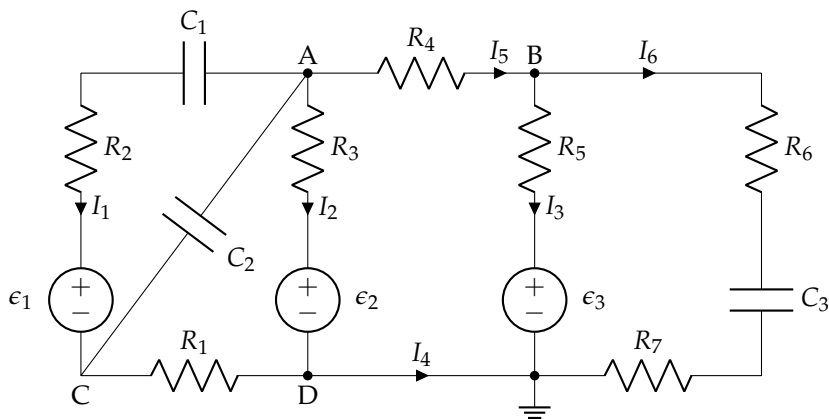 C₁
A
R₄
I₅
B
I₆
R₂
R₃
R₅
R₆
I₁
I₂
I₃
C₂
ϵ₁
+
−
ϵ₂
+
−
ϵ₃
+
−
C₃
R₁
I₄
R₇
C
D